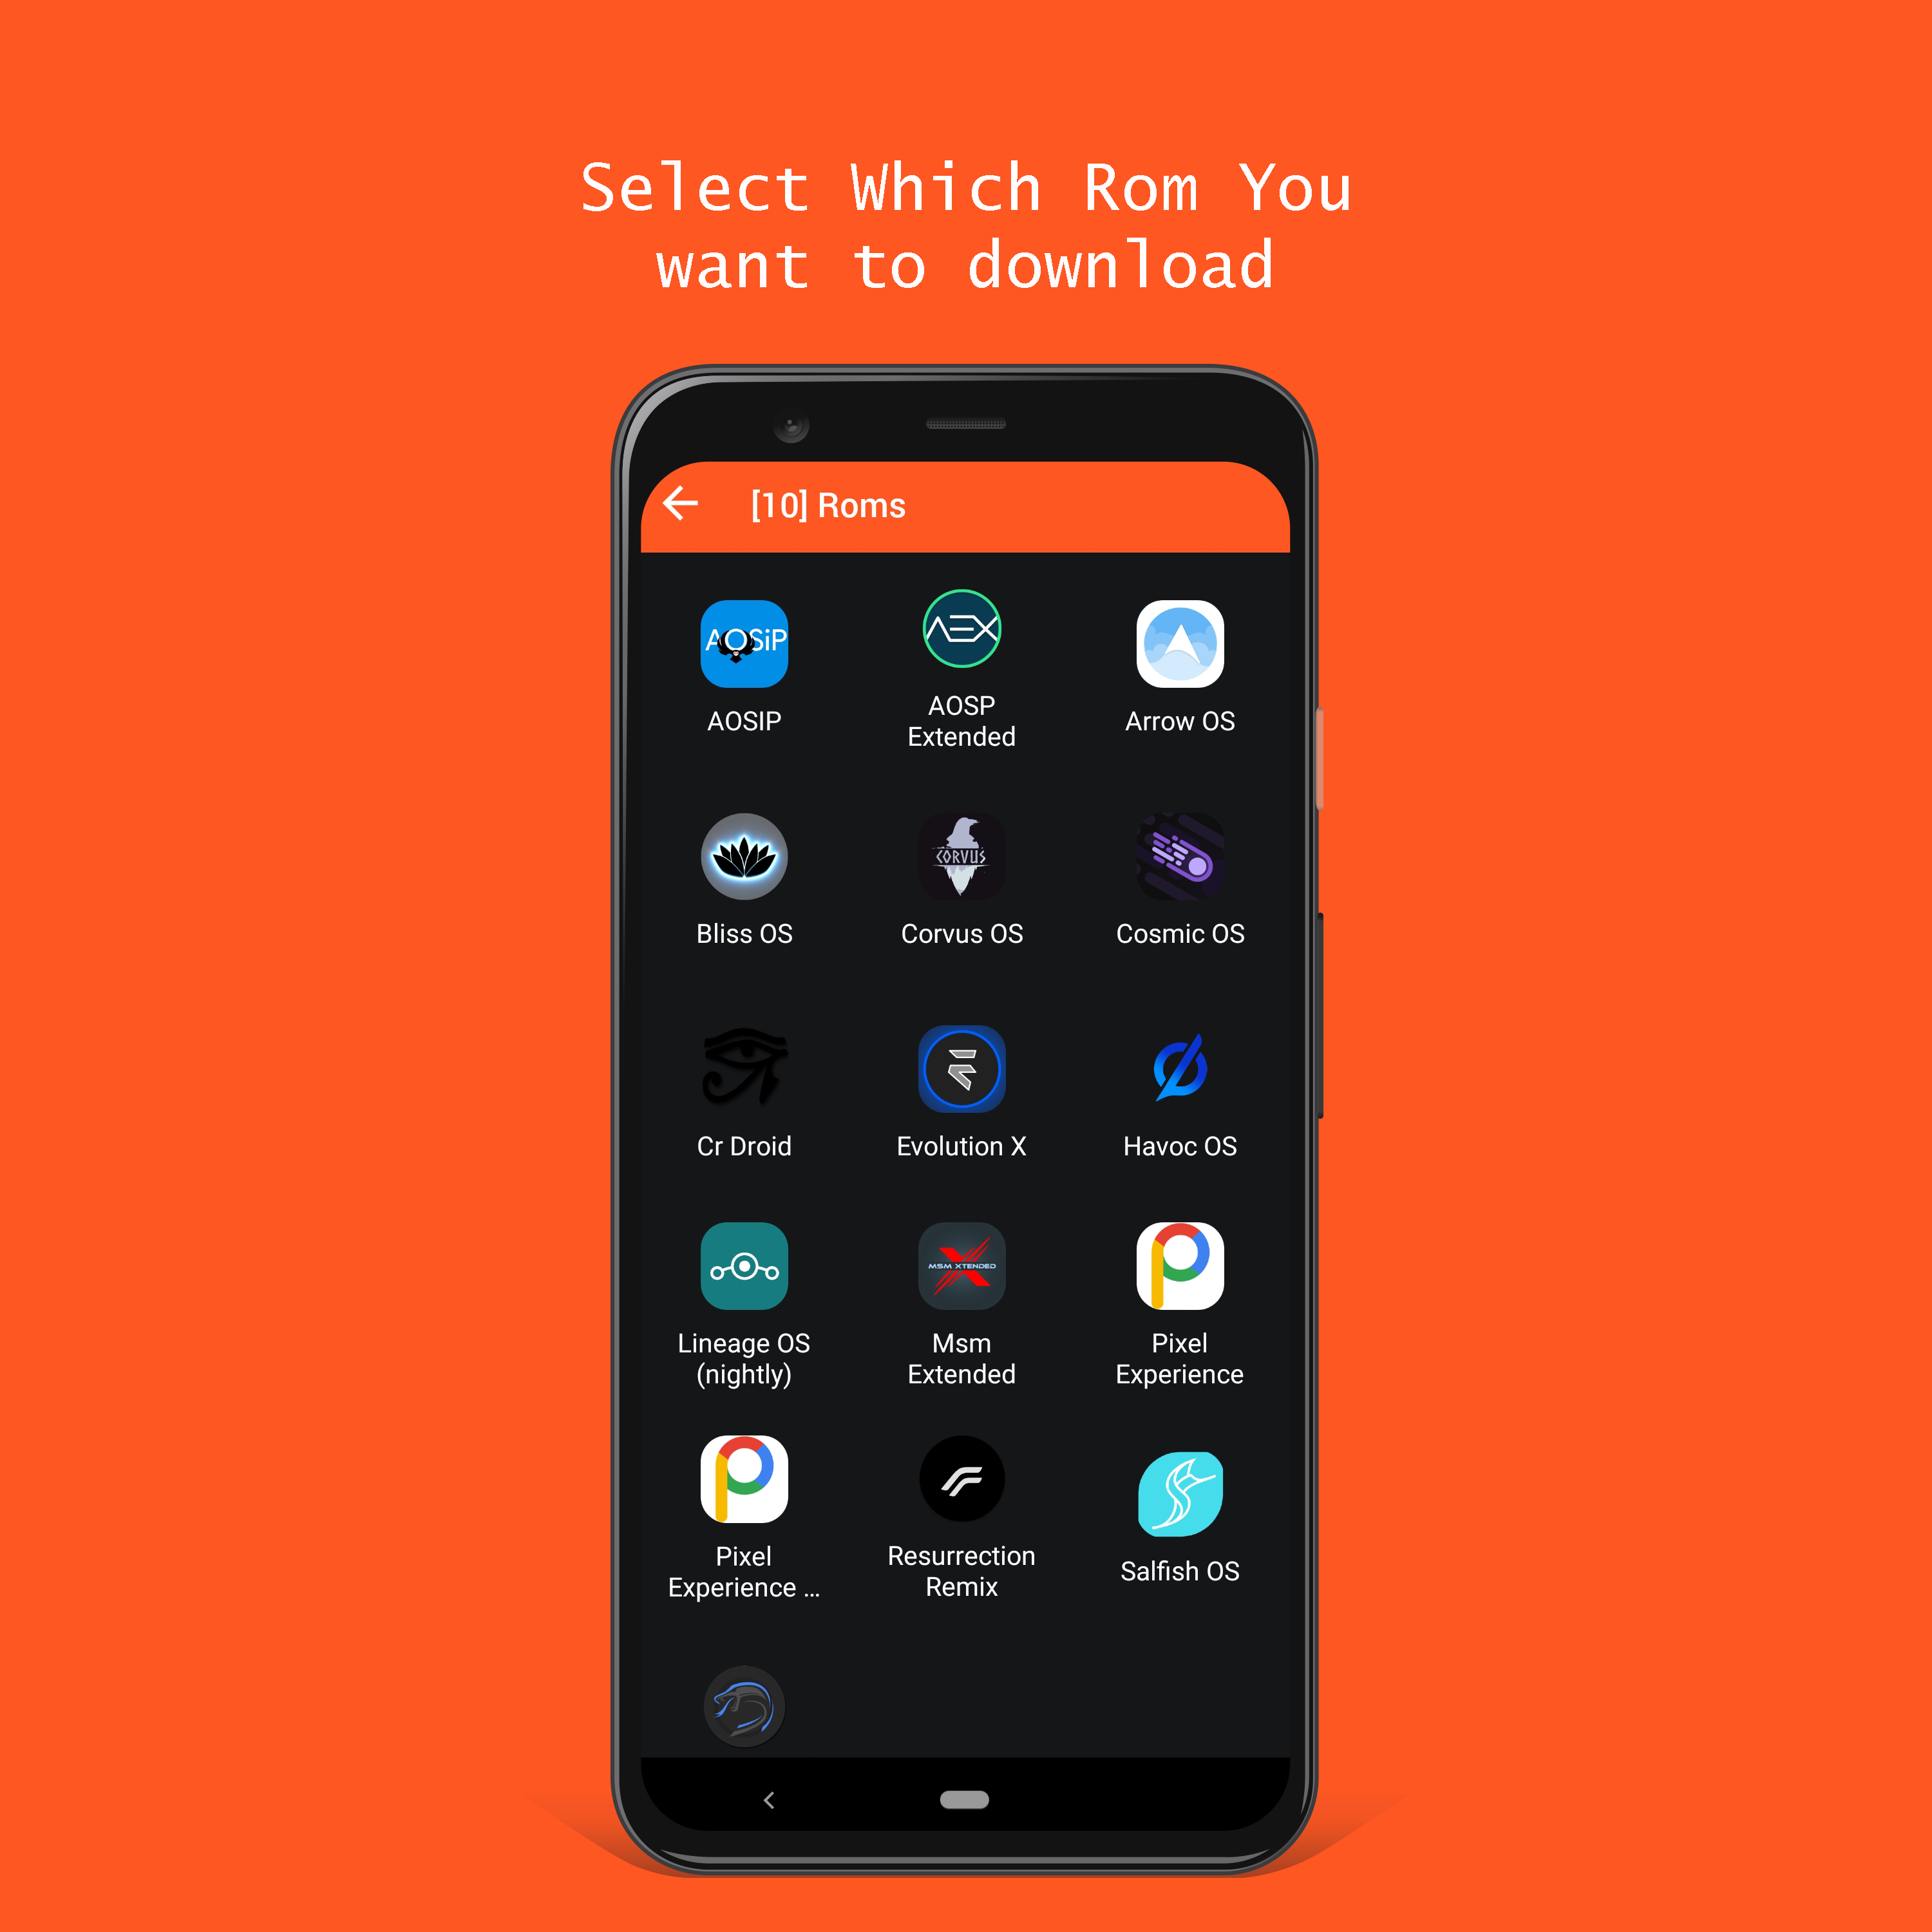 Select Which Rom You
want to download
[10] Roms
AOSiP
AEX
AOSIP
AOSP
Extended
Arrow OS
CORVUS
Bliss OS
Corvus OS
Cosmic OS
Cr Droid
Evolution X
Havoc OS
MSM XTENDED
Lineage OS
(nightly)
Msm
Extended
Pixel
Experience
Pixel
Experience ...
Resurrection
Remix
Salfish OS